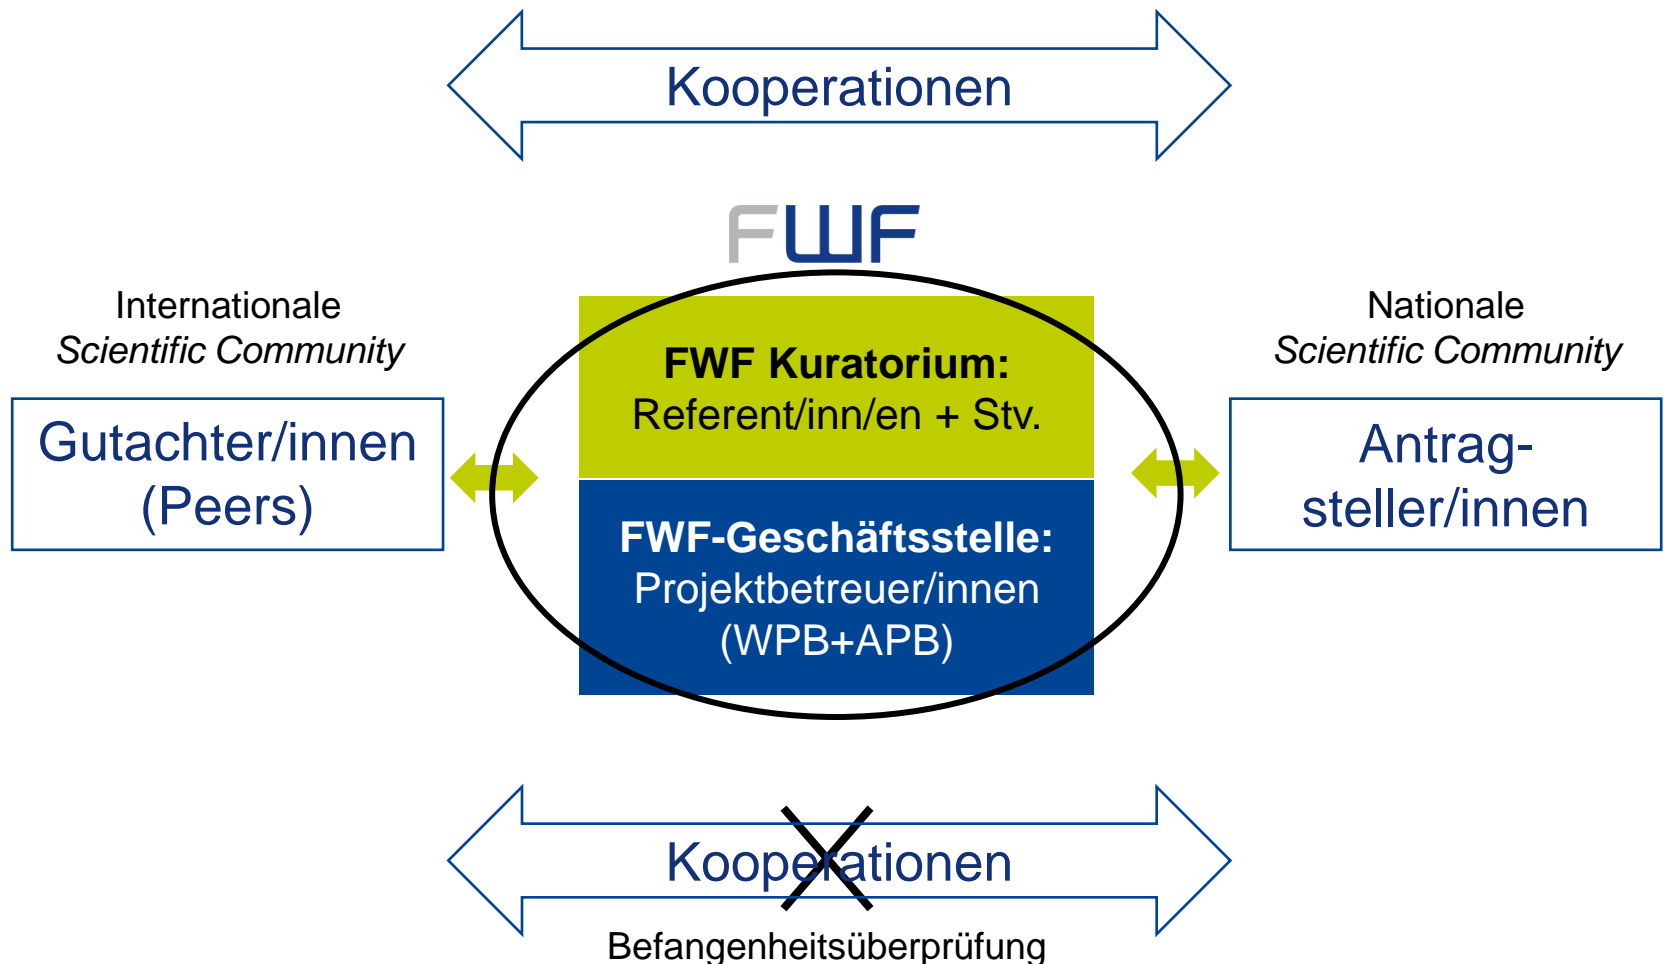 Kooperationen
FWF
Internationale
Scientific Community
Gutachter/innen
(Peers)
FWF Kuratorium:
Referent/inn/en + Stv.
FWF-Geschäftsstelle:
Projektbetreuer/innen
(WPB+APB)
Nationale
Scientific Community
Antrag-
steller/innen
Kooperationen
Befangenheitsüberprüfung